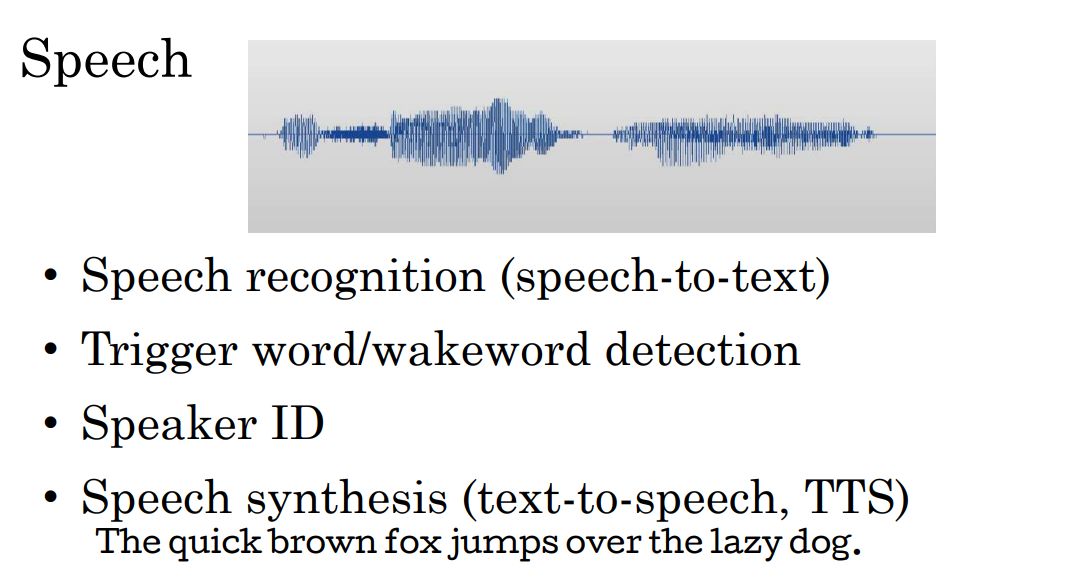 Speech
• Speech recognition (speech-to-text)
• Trigger word/wakeword detection
• Speaker ID
• Speech synthesis (text-to-speech, TTS)
The quick brown fox jumps over the lazy dog.